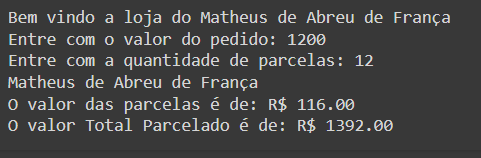 Bem vindo a loja do Matheus de Abreu de França
Entre com o valor do pedido: 1200
Entre com a quantidade de parcelas: 12
Matheus de Abreu de França
O valor das parcelas é de: R$ 116.00
O valor Total Parcelado é de: R$ 1392.00